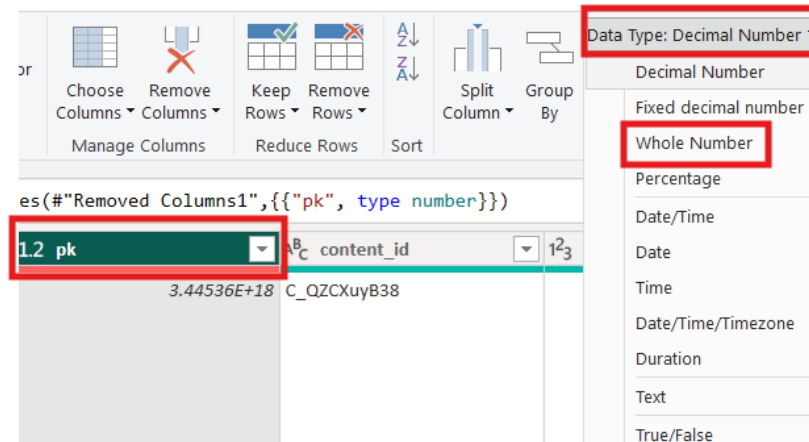 or
Choose Columns
Remove Columns
Keep Rows
Remove Rows
A
Z
Z
A
Split Column
Group By
Manage Columns
Reduce Rows
Sort
Data Type: Decimal Number
Decimal Number
Fixed decimal number
Whole Number
Percentage
Date/Time
Date
Time
Date/Time/Timezone
Duration
Text
True/False
es(#"Removed Columns1",{{"pk", type number}})
1.2 pk
ABC content_id
123
3.44536E+18
C_QZCXuyB38